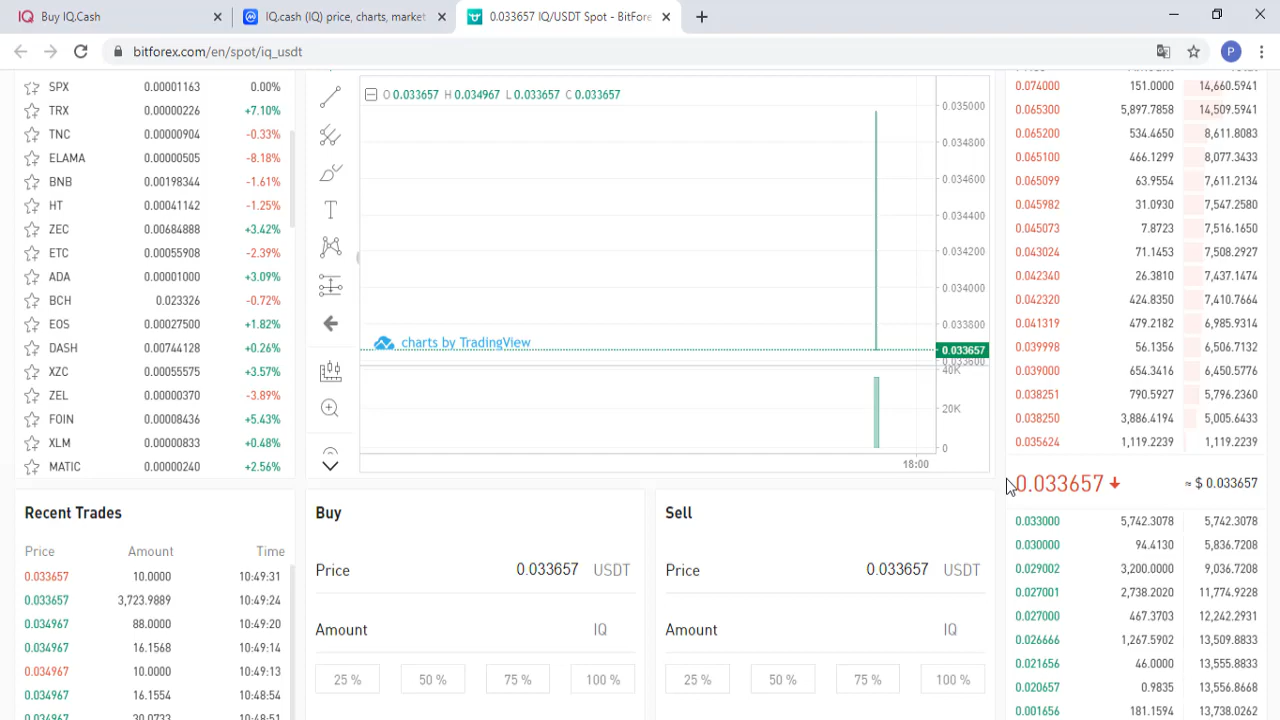 Buy IQ.Cash
IQ.cash (IQ) price, charts, market
0.033657 IQ/USDT Spot - BitFore
bitforex.com/en/spot/iq_usdt
P
SPX 0.00001163 0.00%
TRX 0.00000226 +7.10%
TNC 0.00000904 -0.33%
ELAMA 0.00000505 -8.18%
BNB 0.00198344 -1.61%
HT 0.00041142 -1.25%
ZEC 0.00684888 +3.42%
ETC 0.00055908 -2.39%
ADA 0.00001000 +3.09%
BCH 0.023326 -0.72%
EOS 0.00027500 +1.82%
DASH 0.00744128 +0.26%
XZC 0.00055575 +3.57%
ZEL 0.00000370 -3.89%
FOIN 0.00008436 +5.43%
XLM 0.00000833 +0.48%
MATIC 0.00000240 +2.56%
O 0.033657 H 0.034967 L 0.033657 C 0.033657
0.035000
0.034800
0.034600
0.034400
0.034200
0.034000
0.033800
0.033657
0.033600
charts by TradingView
40K
20K
0
18:00
0.074000 151.0000 14,660.5941
0.065300 5,897.7858 14,509.5941
0.065200 534.4650 8,611.8083
0.065100 466.1299 8,077.3433
0.065099 63.9554 7,611.2134
0.045982 31.0930 7,547.2580
0.045073 7.8723 7,516.1650
0.043024 71.1453 7,508.2927
0.042340 26.3810 7,437.1474
0.042320 424.8350 7,410.7664
0.041319 479.2182 6,985.9314
0.039998 56.1356 6,506.7132
0.039000 654.3416 6,450.5776
0.038251 790.5927 5,796.2360
0.038250 3,886.4194 5,005.6433
0.035624 1,119.2239 1,119.2239
0.033657 ≈ $ 0.033657
0.033000 5,742.3078 5,742.3078
0.030000 94.4130 5,836.7208
0.029002 3,200.0000 9,036.7208
0.027001 2,738.2020 11,774.9228
0.027000 467.3703 12,242.2931
0.026666 1,267.5902 13,509.8833
0.021656 46.0000 13,555.8833
0.020657 0.9835 13,556.8668
0.001656 181.1594 13,738.0262
Recent Trades
Price Amount Time
0.033657 10.0000 10:49:31
0.033657 3,723.9889 10:49:24
0.034967 88.0000 10:49:20
0.034967 16.1568 10:49:14
0.034967 10.0000 10:49:13
0.034967 16.1554 10:48:54
0.034967 30.0733 10:48:51
Buy
Price 0.033657 USDT
Amount IQ
25 % 50 % 75 % 100 %
Sell
Price 0.033657 USDT
Amount IQ
25 % 50 % 75 % 100 %